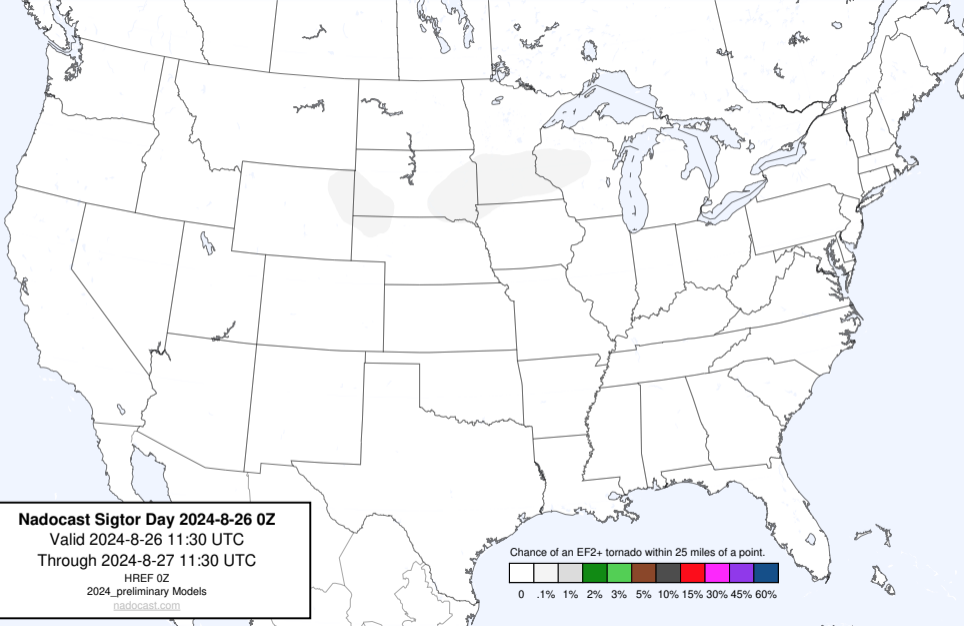 Nadocast Sigtor Day 2024-8-26 0Z
Valid 2024-8-26 11:30 UTC
Through 2024-8-27 11:30 UTC
HREF 0Z
2024_preliminary Models
nadocast.com
Chance of an EF2+ tornado within 25 miles of a point.
0 .1% 1% 2% 3% 5% 10% 15% 30% 45% 60%